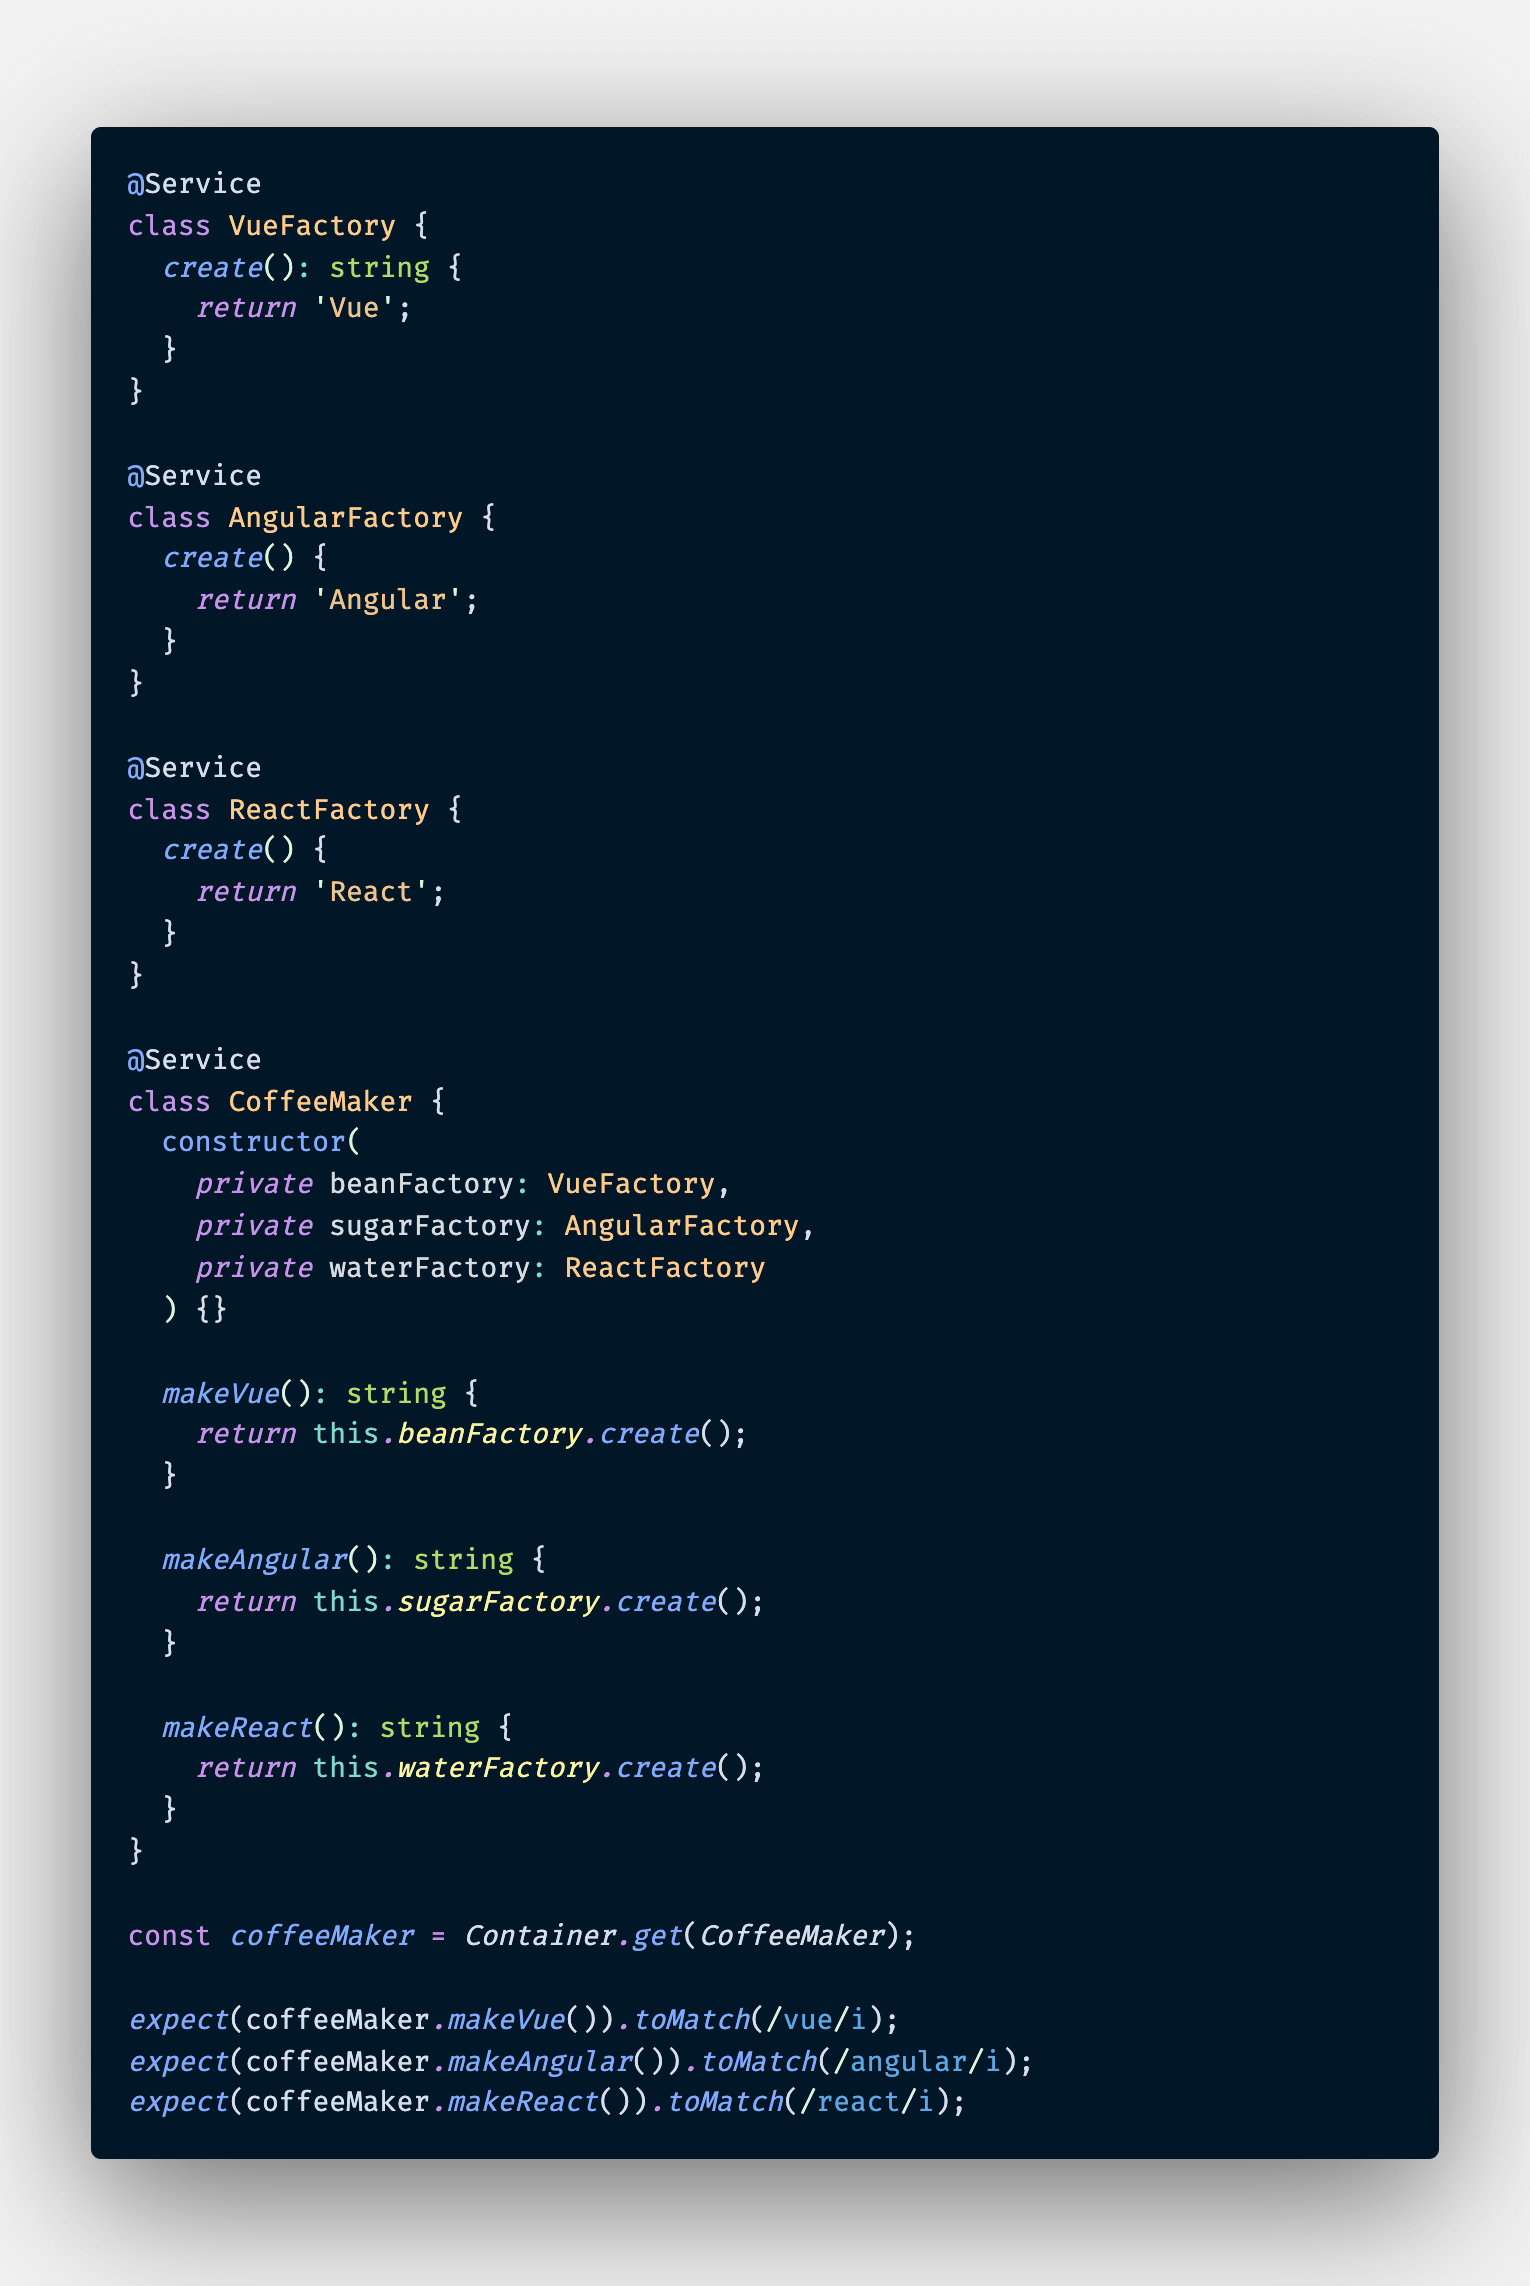 @Service
class VueFactory {
  create(): string {
    return 'Vue';
  }
}

@Service
class AngularFactory {
  create() {
    return 'Angular';
  }
}

@Service
class ReactFactory {
  create() {
    return 'React';
  }
}

@Service
class CoffeeMaker {
  constructor(
    private beanFactory: VueFactory,
    private sugarFactory: AngularFactory,
    private waterFactory: ReactFactory
  ) {}

  makeVue(): string {
    return this.beanFactory.create();
  }

  makeAngular(): string {
    return this.sugarFactory.create();
  }

  makeReact(): string {
    return this.waterFactory.create();
  }
}

const coffeeMaker = Container.get(CoffeeMaker);

expect(coffeeMaker.makeVue()).toMatch(/vue/i);
expect(coffeeMaker.makeAngular()).toMatch(/angular/i);
expect(coffeeMaker.makeReact()).toMatch(/react/i);